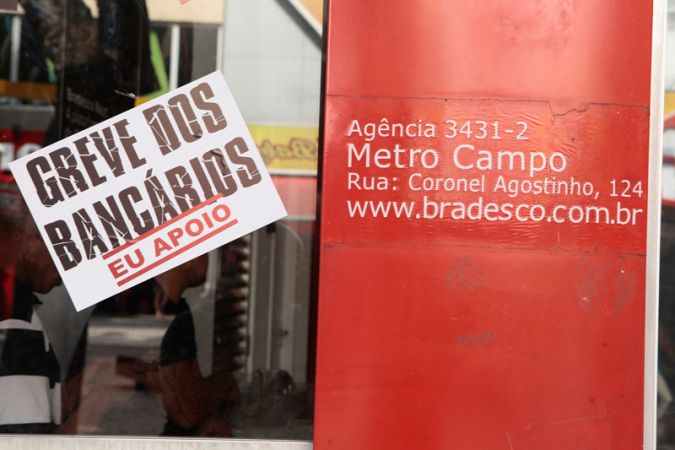 GREVE DOS
BANCÁRIOS
EU APOIO
Agência 3431-2
Metro Campo
Rua: Coronel Agostinho, 124
www.bradesco.com.br